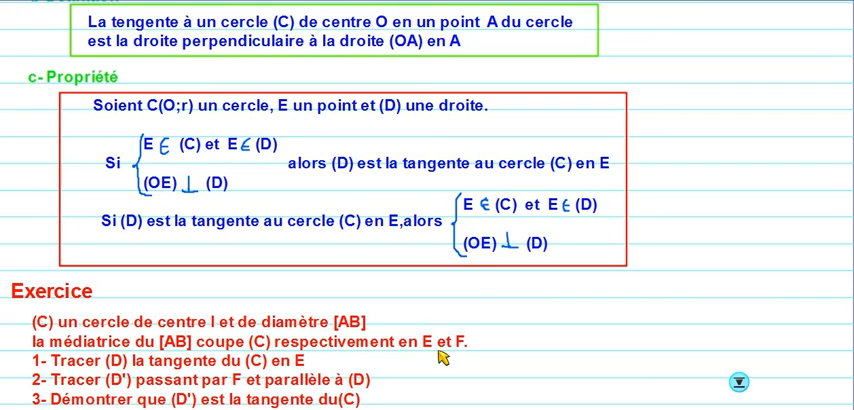 La tengente à un cercle (C) de centre O en un point A du cercle
est la droite perpendiculaire à la droite (OA) en A
c- Propriété
Soient C(O;r) un cercle, E un point et (D) une droite.
E ∈ (C) et E ∈ (D)
Si alors (D) est la tangente au cercle (C) en E
(OE) ⊥ (D)
E ∈ (C) et E ∈ (D)
Si (D) est la tangente au cercle (C) en E,alors
(OE) ⊥ (D)
Exercice
(C) un cercle de centre I et de diamètre [AB]
la médiatrice du [AB] coupe (C) respectivement en E et F.
1- Tracer (D) la tangente du (C) en E
2- Tracer (D') passant par F et parallèle à (D)
3- Démontrer que (D') est la tangente du(C)